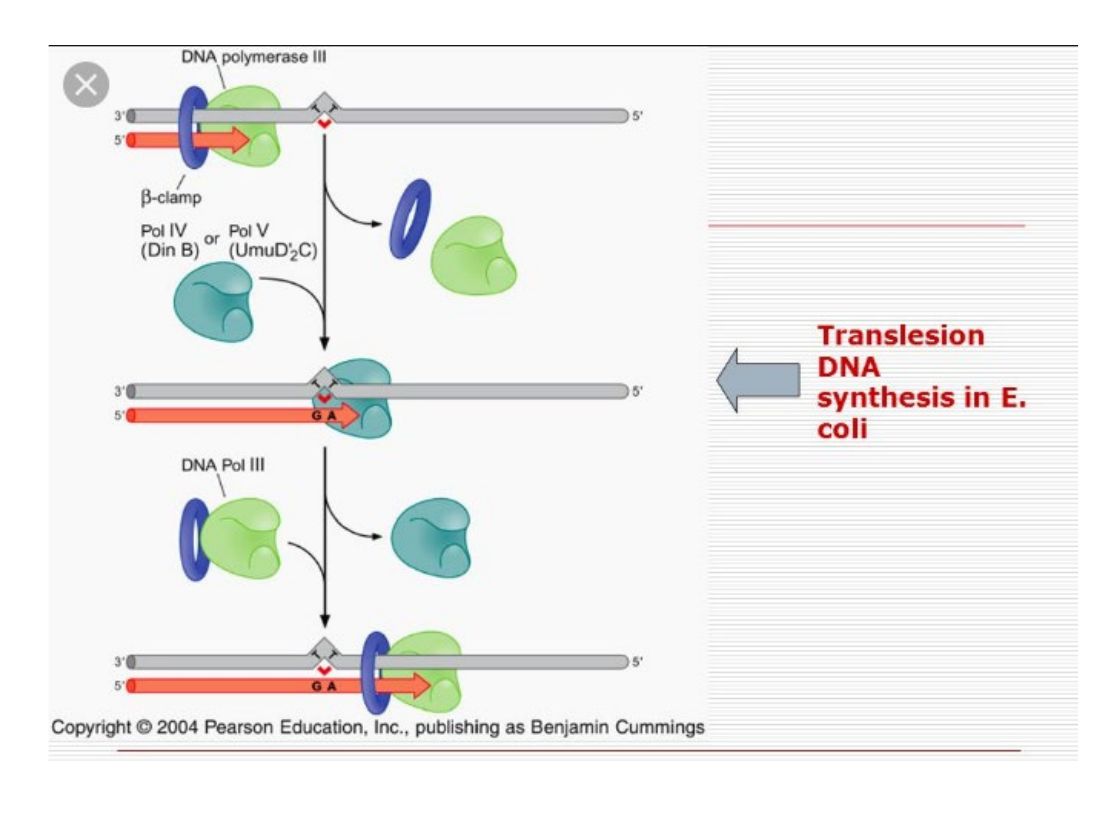 DNA polymerase III
3'
5'
5'
T T
β-clamp
Pol IV
(Din B)
or
Pol V
(UmuD'₂C)
3'
5'
5'
T T
G A
DNA Pol III
3'
5'
5'
T T
G A
Translesion
DNA
synthesis in E.
coli
Copyright © 2004 Pearson Education, Inc., publishing as Benjamin Cummings